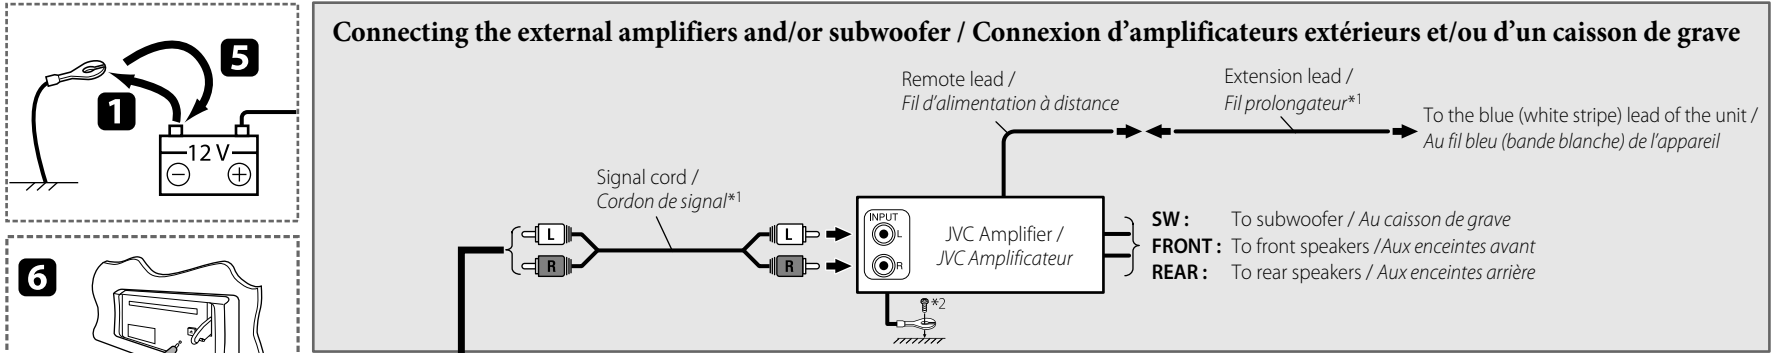 5
1
12 V
6
Connecting the external amplifiers and/or subwoofer / Connexion d’amplificateurs extérieurs et/ou d’un caisson de grave
Remote lead /
Fil d’alimentation à distance
Extension lead /
Fil prolongateur*1
To the blue (white stripe) lead of the unit /
Au fil bleu (bande blanche) de l’appareil
Signal cord /
Cordon de signal*1
L
R
L
R
INPUT
L
R
JVC Amplifier /
JVC Amplificateur
*2
SW : To subwoofer / Au caisson de grave
FRONT : To front speakers /Aux enceintes avant
REAR : To rear speakers / Aux enceintes arrière